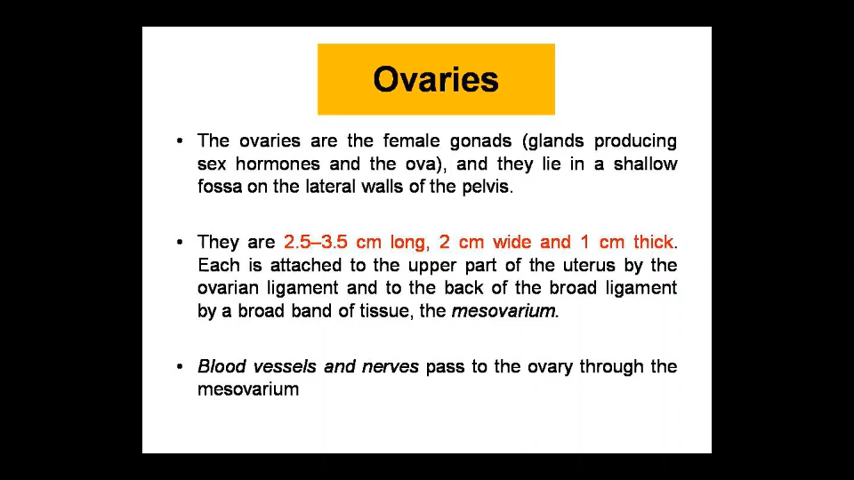 Ovaries
• The ovaries are the female gonads (glands producing
sex hormones and the ova), and they lie in a shallow
fossa on the lateral walls of the pelvis.
• They are 2.5–3.5 cm long, 2 cm wide and 1 cm thick.
Each is attached to the upper part of the uterus by the
ovarian ligament and to the back of the broad ligament
by a broad band of tissue, the mesovarium.
• Blood vessels and nerves pass to the ovary through the
mesovarium